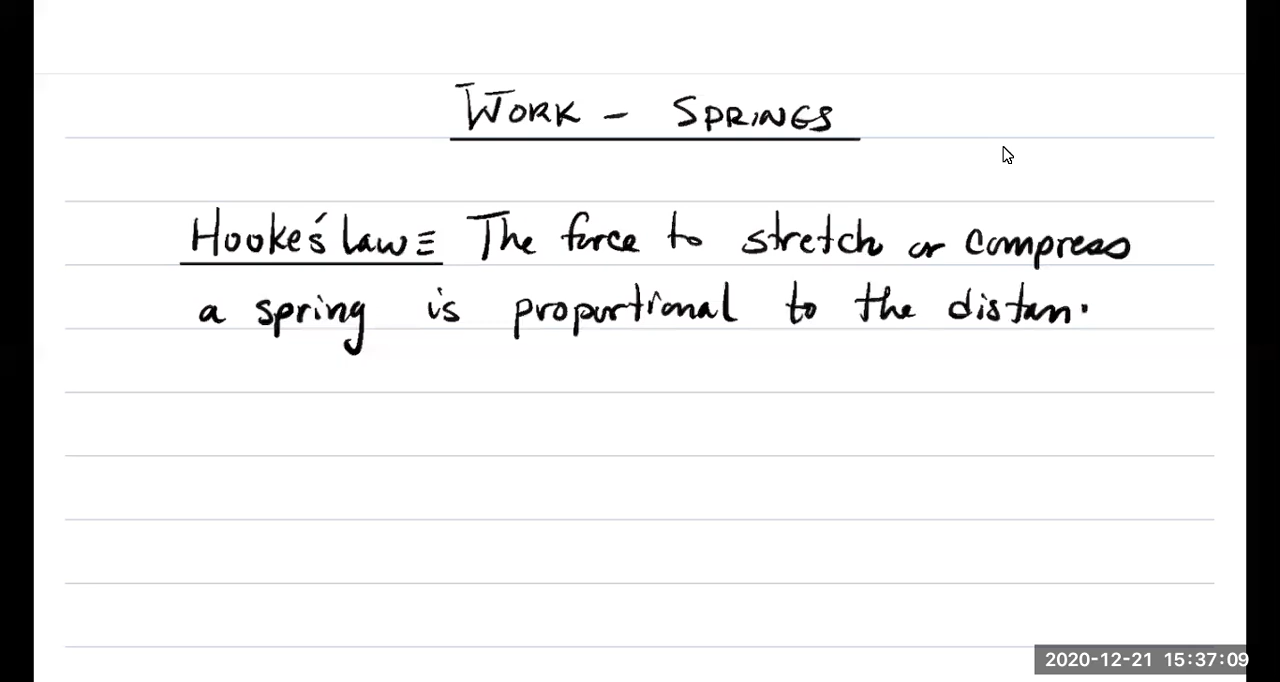 WORK - SPRINGS
Hooke's law ≡ The force to stretch or compress
a spring is proportional to the distan.
2020-12-21 15:37:09